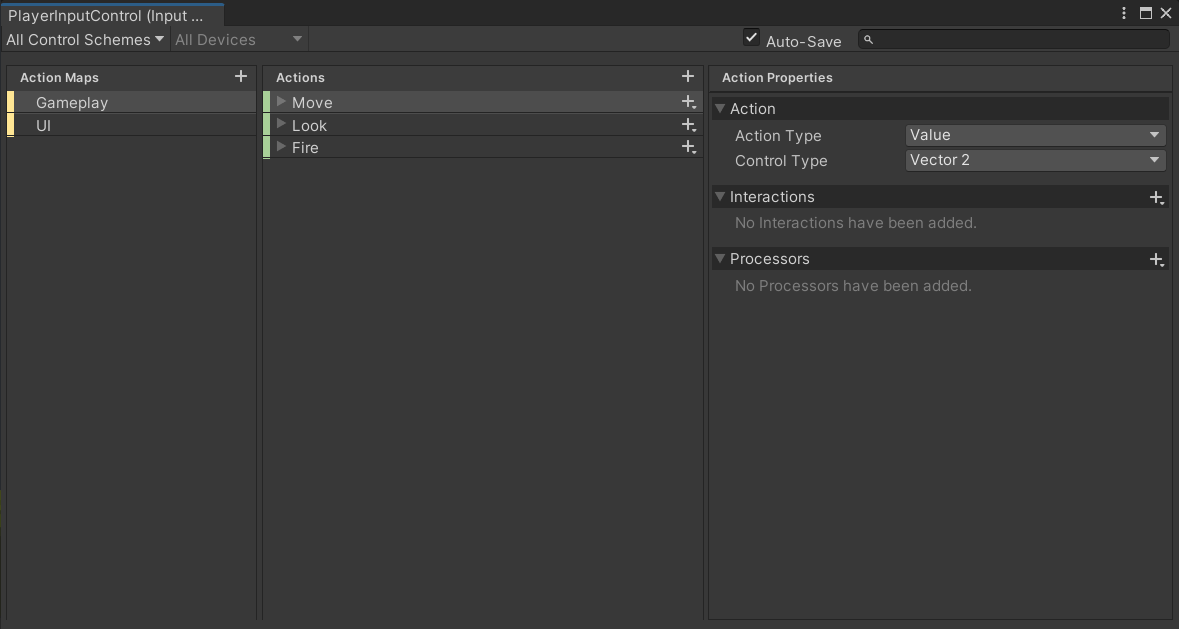 PlayerInputControl (Input ...
All Control Schemes All Devices Auto-Save
Action Maps
Gameplay
UI
Actions
Move
Look
Fire
Action Properties
Action
Action Type Value
Control Type Vector 2
Interactions
No Interactions have been added.
Processors
No Processors have been added.